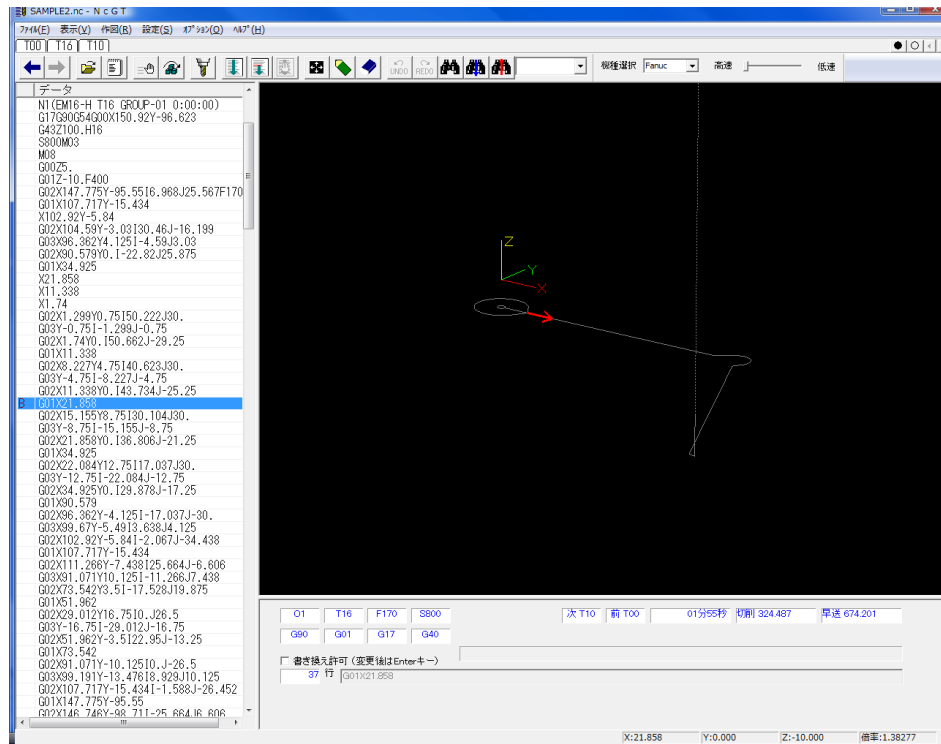 SAMPLE2.nc - N c G T
ﾌｧｲﾙ(F) 表示(V) 作図(R) 設定(S) ｵﾌﾟｼｮﾝ(O) ﾍﾙﾌﾟ(H)
T00 T16 T10
UNDO REDO 機種選択 Fanuc 高速 低速
データ
N1(EM16-H T16 GROUP-01 0:00:00)
G17G90G54G00X150.92Y-96.623
G43Z100.H16
S800M03
M08
G00Z5.
G01Z-10.F400
G02X147.775Y-95.55I6.968J25.567F170
G01X107.717Y-15.434
X102.92Y-5.84
G02X104.59Y-3.03I30.46J-16.199
G03X96.362Y4.125I-4.59J3.03
G02X90.579Y0.I-22.82J25.875
G01X34.925
X21.858
X11.338
X1.74
G02X1.299Y0.75I50.222J30.
G03Y-0.75I-1.299J-0.75
G02X1.74Y0.I50.662J-29.25
G01X11.338
G02X8.227Y4.75I40.623J30.
G03Y-4.75I-8.227J-4.75
G02X11.338Y0.I43.734J-25.25
B G01X21.858
G02X15.155Y8.75I30.104J30.
G03Y-8.75I-15.155J-8.75
G02X21.858Y0.I36.806J-21.25
G01X34.925
G02X22.084Y12.75I17.037J30.
G03Y-12.75I-22.084J-12.75
G02X34.925Y0.I29.878J-17.25
G01X90.579
G02X96.362Y-4.125I-17.037J-30.
G03X99.67Y-5.49I3.638J4.125
G02X102.92Y-5.84I-2.067J-34.438
G01X107.717Y-15.434
G02X111.266Y-7.438I25.664J-6.606
G03X91.071Y10.125I-11.266J7.438
G02X73.542Y3.5I-17.528J19.875
G01X51.962
G02X29.012Y16.75I0.J26.5
G03Y-16.75I-29.012J-16.75
G02X51.962Y-3.5I22.95J-13.25
G01X73.542
G02X91.071Y-10.125I0.J-26.5
G03X99.191Y-13.476I8.929J10.125
G02X107.717Y-15.434I-1.588J-26.452
G01X147.775Y-95.55
G02X146.746Y-98.71I-25.664J6.606
Z
Y
X
O1 T16 F170 S800 次 T10 前 T00 01分55秒 切削 324.487 早送 674.201
G90 G01 G17 G40
書き換え許可 (変更後はEnterキー)
37 行 G01X21.858
X:21.858 Y:0.000 Z:-10.000 倍率:1.38277